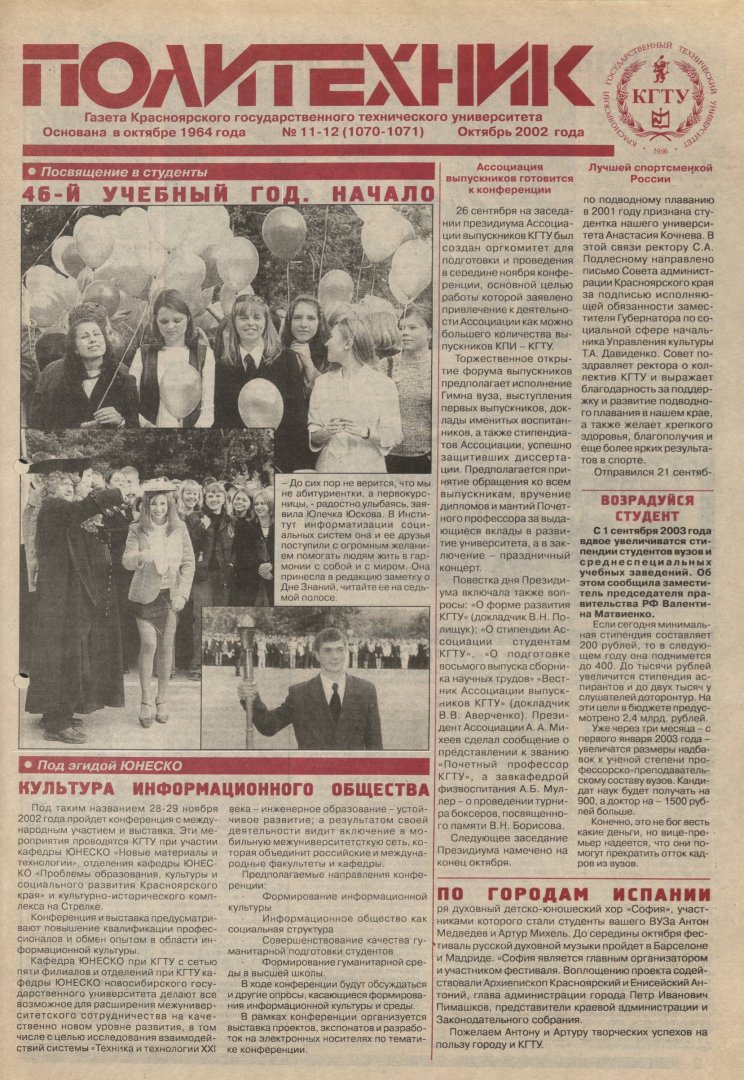 ПОЛИТЕХНИК
КРАСНОЯРСКИЙ ГОСУДАРСТВЕННЫЙ ТЕХНИЧЕСКИЙ УНИВЕРСИТЕТ
КГТУ
1956
Газета Красноярского государственного технического университета
Основана в октябре 1964 года № 11-12 (1070-1071) Октябрь 2002 года
● Посвящение в студенты
46-Й УЧЕБНЫЙ ГОД. НАЧАЛО
– До сих пор не верится, что мы
не абитуриентки, а первокурс-
ницы, - радостно улыбаясь, зая-
вила Юлечка Юскова. В Инсти-
тут информатизации социаль-
ных систем она и ее друзья
поступили с огромным желани-
ем помогать людям жить в гар-
монии с собой и с миром. Она
принесла в редакцию заметку о
Дне Знаний, читайте ее на седь-
мой полосе.
● Под эгидой ЮНЕСКО
КУЛЬТУРА ИНФОРМАЦИОННОГО ОБЩЕСТВА
Под таким названием 28-29 ноября
2002 года пройдет конференция с между-
народным участием и выставка. Эти ме-
роприятия проводятся КГТУ при участии
кафедры ЮНЕСКО «Новые материалы и
технологии», отделения кафедры ЮНЕС-
КО «Проблемы образования, культуры и
социального развития Красноярского
края» и культурно-исторического комп-
лекса на Стрелке.
Конференция и выставка предусматри-
вают повышение квалификации профес-
сионалов и обмен опытом в области ин-
формационной культуры.
Кафедра ЮНЕСКО при КГТУ с сетью
пяти филиалов и отделений при КГТУ ка-
федры ЮНЕСКО новосибирского госу-
дарственного университета делают все
возможное для расширения межунивер-
ситетского сотрудничества на качест-
венно новом уровне развития, в том
числе с целью исследования взаимодей-
ствий системы «Техника и технологии XXI
века – инженерное образование – устой-
чивое развитие; а результатом своей
деятельности видит включение в мо-
бильную межуниверситетскую сеть, ко-
торая объединит российские и междуна-
родные факультеты и кафедры.
Предполагаемые направления конфе-
ренции:
Формирование информационной
культуры
Информационное общество как
социальная структура
Совершенствование качества гу-
манитарной подготовки студентов
Формирование гуманитарной сре-
ды в высшей школы.
В ходе конференции будут обсуждаться
и другие опросы, касающиеся формирова-
ния информационной культуры и среды.
В рамках конференции организуется
выставка проектов, экспонатов и разрабо-
ток на электронных носителях по темати-
ке конференции.
Ассоциация
выпускников готовится
к конференции
26 сентября на заседа-
нии президиума Ассоциа-
ции выпускников КГТУ был
создан оргкомитет для
подготовки и проведения
в середине ноября конфе-
ренции, основной целью
работы которой заявлено
привлечение к деятельнос-
ти Ассоциации как можно
большего количества вы-
пускников КПИ – КГТУ.
Торжественное откры-
тие форума выпускников
предполагает исполнение
Гимна вуза, выступления
первых выпускников, док-
лады именитых воспитан-
ников, а также стипендиа-
тов Ассоциации, успешно
защитивших диссерта-
ции. Предполагается при-
нятие обращения ко всем
выпускникам, вручение
дипломов и мантий Почет-
ного профессора за выда-
ющиеся вклады в разви-
тие университета, а в за-
ключение – праздничный
концерт.
Повестка дня Президи-
ума включала также воп-
росы: «О форме развития
КГТУ» (докладчик В.Н. По-
лищук); «О стипендии Ас-
социации студентам
КГТУ», «О подготовке
восьмого выпуска сборни-
ка научных трудов» «Вест-
ник Ассоциации выпуск-
ников КГТУ» (докладчик
В.В. Аверченко). Прези-
дент Ассоциации А. А. Ми-
хеев сделал сообщение о
представлении к званию
«Почетный профессор
КГТУ», а завкафедрой
физвоспитания А.Б. Мул-
лер – о проведении турни-
ра боксеров, посвященно-
го памяти В.Н. Борисова.
Следующее заседание
Президиума намечено на
конец октября.
Лучшей спортсменкой
России
по подводному плаванию
в 2001 году признана сту-
дентка нашего универси-
тета Анастасия Кочнева. В
этой связи ректору С.А.
Подлесному направлено
письмо Совета админист-
рации Красноярского края
за подписью исполняю-
щей обязанности замес-
тителя Губернатора по со-
циальной сфере началь-
ника Управления культуры
Т.А. Давиденко. Совет по-
здравляет ректора о кол-
лектив КГТУ и выражает
благодарность за поддерж-
ку и развитие подводно-
го плавания в нашем крае,
а также желает крепкого
здоровья, благополучия и
еще более ярких результа-
тов в спорте.
Отправился 21 сентяб-
ВОЗРАДУЙСЯ
СТУДЕНТ
С 1 сентября 2003 года
вдвое увеличиватся сти-
пендии студентов вузов и
среднеспециальных
учебных заведений. Об
этом сообщила замести-
тель председателя пра-
вительства РФ Валенти-
на Матвиенко.
Если сегодня минималь-
ная стипендия составляет
200 рублей, то в следую-
щем году она поднимется
до 400. До тысячи рублей
увеличится стипендия ас-
пирантов и до двух тысяч у
слушателей доторонтур. На
эти цели в бюджете предус-
мотрено 2,4 млрд. рублей.
Уже через три месяца – с
первого января 2003 года –
увеличатся размеры надба-
вок к ученой степени про-
фессорско-преподаватель-
скому составу вузов. Канди-
дат наук будет получать на
900, а доктор на – 1500 руб-
лей больше.
Конечно, это не бог весть
какие деньги, но вице-пре-
мьер надеется, что они по-
могут прекратить отток кад-
ров из вузов.
ПО ГОРОДАМ ИСПАНИИ
ря духовный детско-юношеский хор «София», участ-
никами которого стали студенты вашего ВУЗа Антон
Медведев и Артур Михель. До середины октября фес-
тиваль русской духовной музыки пройдет в Барселоне
и Мадриде. «София является главным организатором
и участником фестиваля. Воплощению проекта содей-
ствовали Архиепископ Красноярский и Енисейский Ан-
тоний, глава администрации города Петр Иванович
Пимашков, представители краевой администрации и
Законодательного собрания.
Пожелаем Антону и Артуру творческих успехов на
пользу городу и КГТУ.